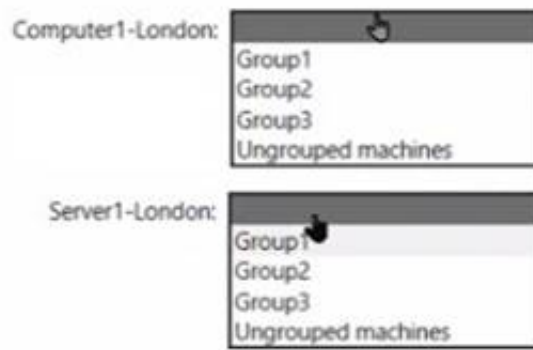 Computer1-London:
Group1
Group2
Group3
Ungrouped machines
Server1-London:
Group1
Group2
Group3
Ungrouped machines